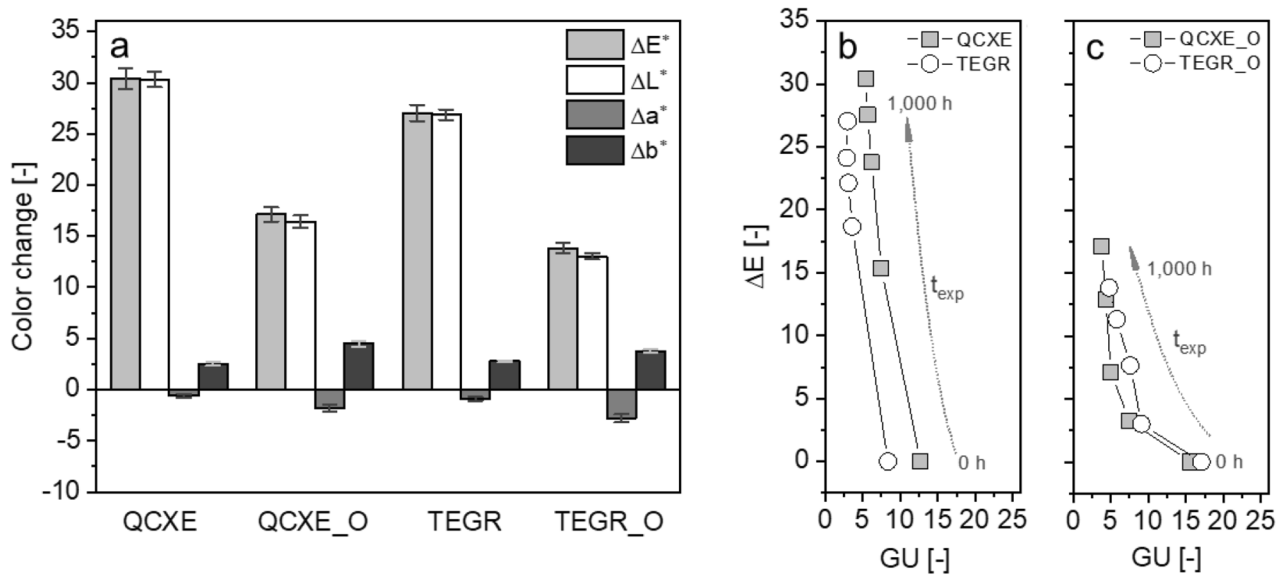 a
ΔE*
ΔL*
Δa*
Δb*
Color change [-]
35
30
25
20
15
10
5
0
-5
-10
QCXE
QCXE_O
TEGR
TEGR_O
b
QCXE
TEGR
1,000 h
texp
0 h
ΔE [-]
35
30
25
20
15
10
5
0
0 5 10 15 20 25
GU [-]
c
QCXE_O
TEGR_O
1,000 h
texp
0 h
0 5 10 15 20 25
GU [-]